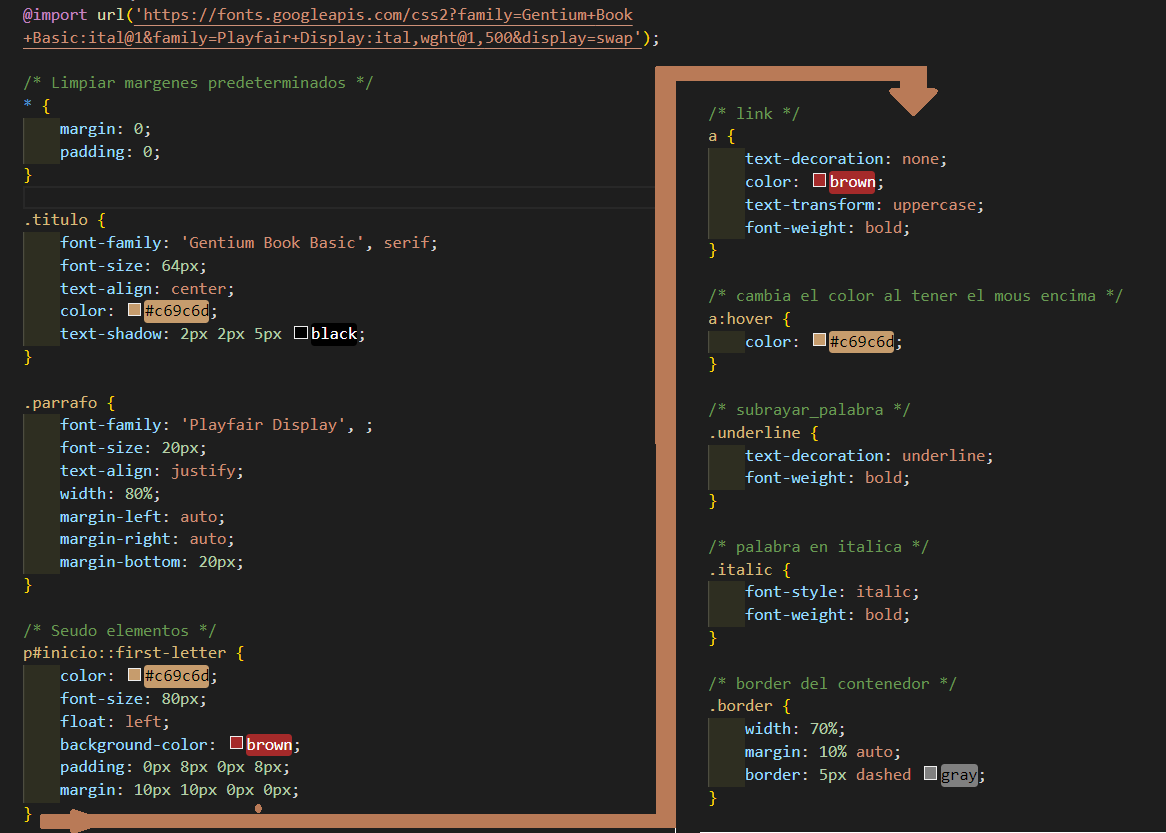 @import url('https://fonts.googleapis.com/css2?family=Gentium+Book
+Basic:ital@1&family=Playfair+Display:ital,wght@1,500&display=swap');
/* Limpiar margenes predeterminados */
* {
margin: 0;
padding: 0;
}
.titulo {
font-family: 'Gentium Book Basic', serif;
font-size: 64px;
text-align: center;
color: #c69c6d;
text-shadow: 2px 2px 5px black;
}
.parrafo {
font-family: 'Playfair Display', ;
font-size: 20px;
text-align: justify;
width: 80%;
margin-left: auto;
margin-right: auto;
margin-bottom: 20px;
}
/* Seudo elementos */
p#inicio::first-letter {
color: #c69c6d;
font-size: 80px;
float: left;
background-color: brown;
padding: 0px 8px 0px 8px;
margin: 10px 10px 0px 0px;
}
/* link */
a {
text-decoration: none;
color: brown;
text-transform: uppercase;
font-weight: bold;
}
/* cambia el color al tener el mous encima */
a:hover {
color: #c69c6d;
}
/* subrayar_palabra */
.underline {
text-decoration: underline;
font-weight: bold;
}
/* palabra en italica */
.italic {
font-style: italic;
font-weight: bold;
}
/* border del contenedor */
.border {
width: 70%;
margin: 10% auto;
border: 5px dashed gray;
}